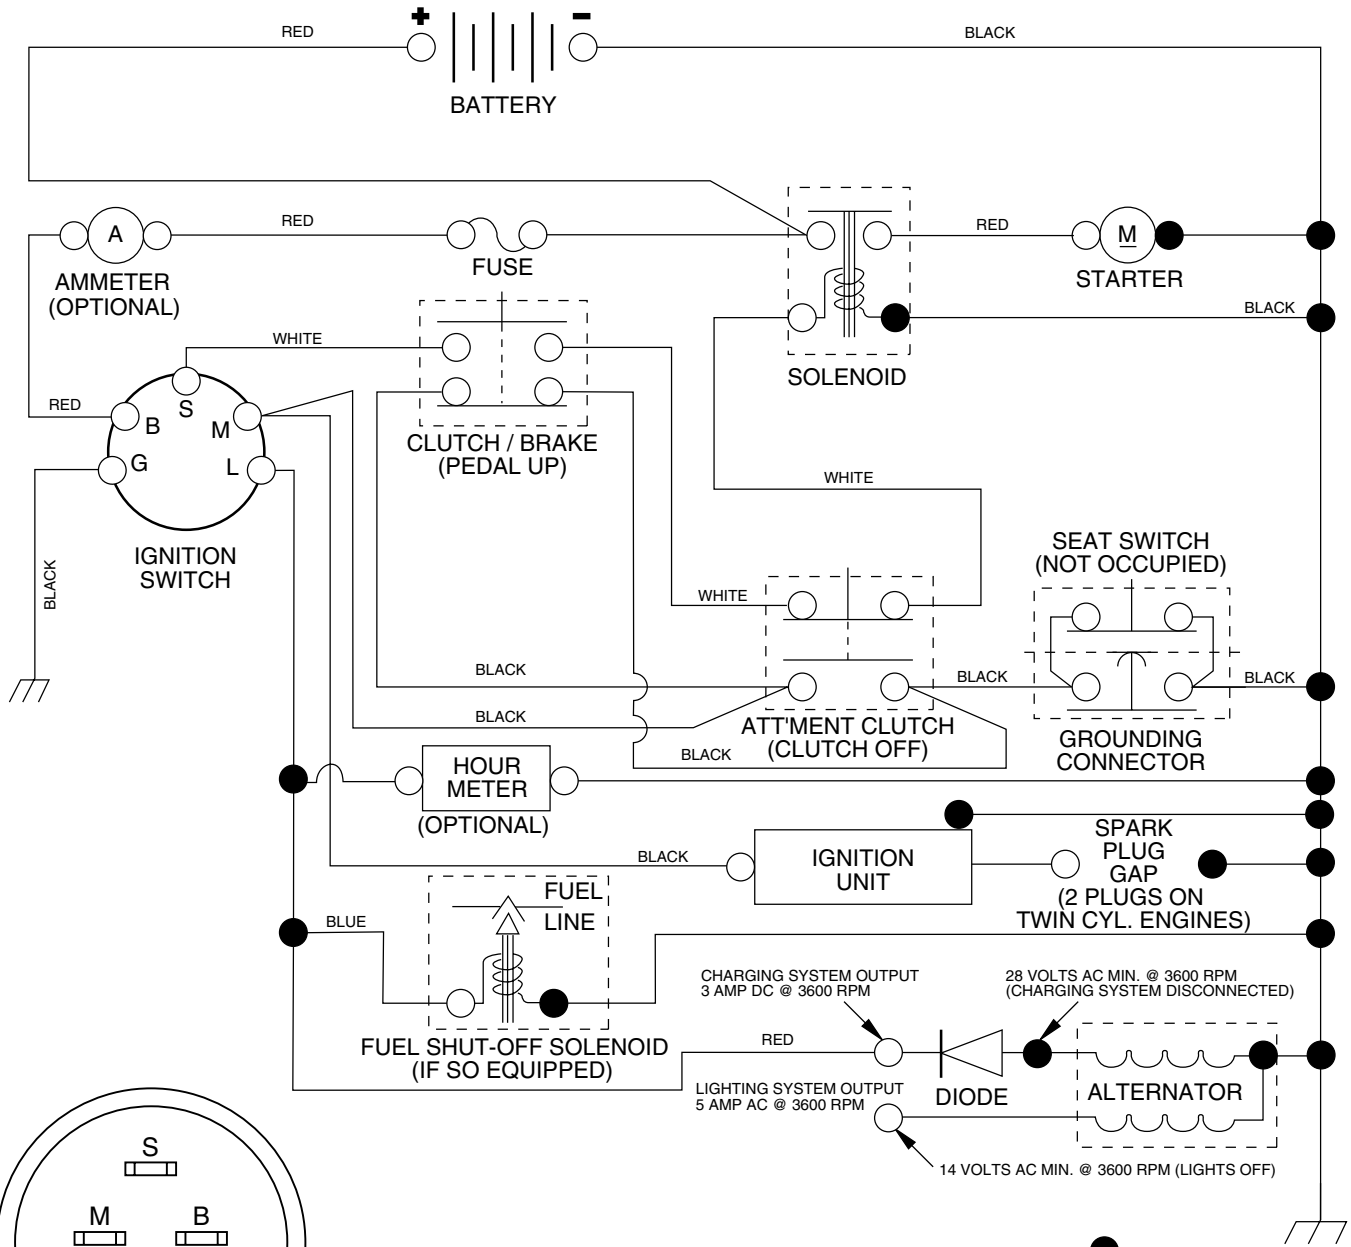 +
-
RED
BLACK
BATTERY
A
RED
RED
M
FUSE
STARTER
AMMETER
(OPTIONAL)
BLACK
WHITE
SOLENOID
RED
S
B
M
G
L
CLUTCH / BRAKE
(PEDAL UP)
WHITE
IGNITION
SWITCH
BLACK
SEAT SWITCH
(NOT OCCUPIED)
WHITE
BLACK
BLACK
BLACK
BLACK
ATT'MENT CLUTCH
(CLUTCH OFF)
BLACK
GROUNDING
CONNECTOR
HOUR
METER
(OPTIONAL)
BLACK
IGNITION
UNIT
SPARK
PLUG
GAP
(2 PLUGS ON
TWIN CYL. ENGINES)
FUEL
LINE
BLUE
CHARGING SYSTEM OUTPUT
3 AMP DC @ 3600 RPM
28 VOLTS AC MIN. @ 3600 RPM
(CHARGING SYSTEM DISCONNECTED)
FUEL SHUT-OFF SOLENOID
(IF SO EQUIPPED)
RED
LIGHTING SYSTEM OUTPUT
5 AMP AC @ 3600 RPM
DIODE
ALTERNATOR
14 VOLTS AC MIN. @ 3600 RPM (LIGHTS OFF)
S
M
B